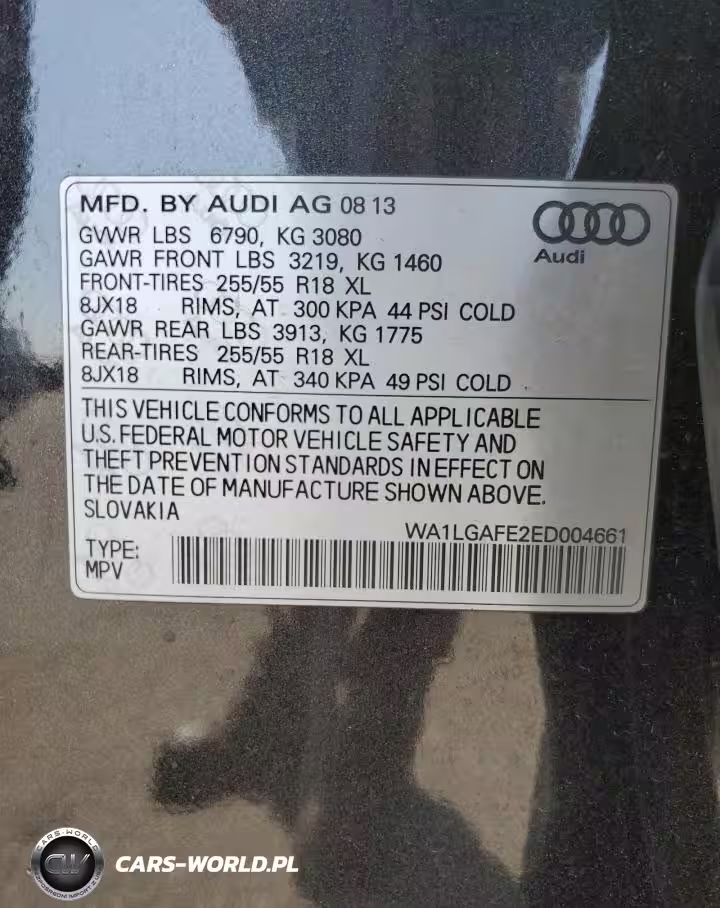 MFD. BY AUDI AG 08 13
GVWR LBS 6790, KG 3080
GAWR FRONT LBS 3219, KG 1460
FRONT-TIRES 255/55 R18 XL
8JX18 RIMS, AT 300 KPA 44 PSI COLD
GAWR REAR LBS 3913, KG 1775
REAR-TIRES 255/55 R18 XL
8JX18 RIMS, AT 340 KPA 49 PSI COLD
Audi
THIS VEHICLE CONFORMS TO ALL APPLICABLE
U.S. FEDERAL MOTOR VEHICLE SAFETY AND
THEFT PREVENTION STANDARDS IN EFFECT ON
THE DATE OF MANUFACTURE SHOWN ABOVE.
SLOVAKIA
WA1LGAFE2ED004661
TYPE:
MPV
CARS-WORLD
CW
CARS-WORLD.PL